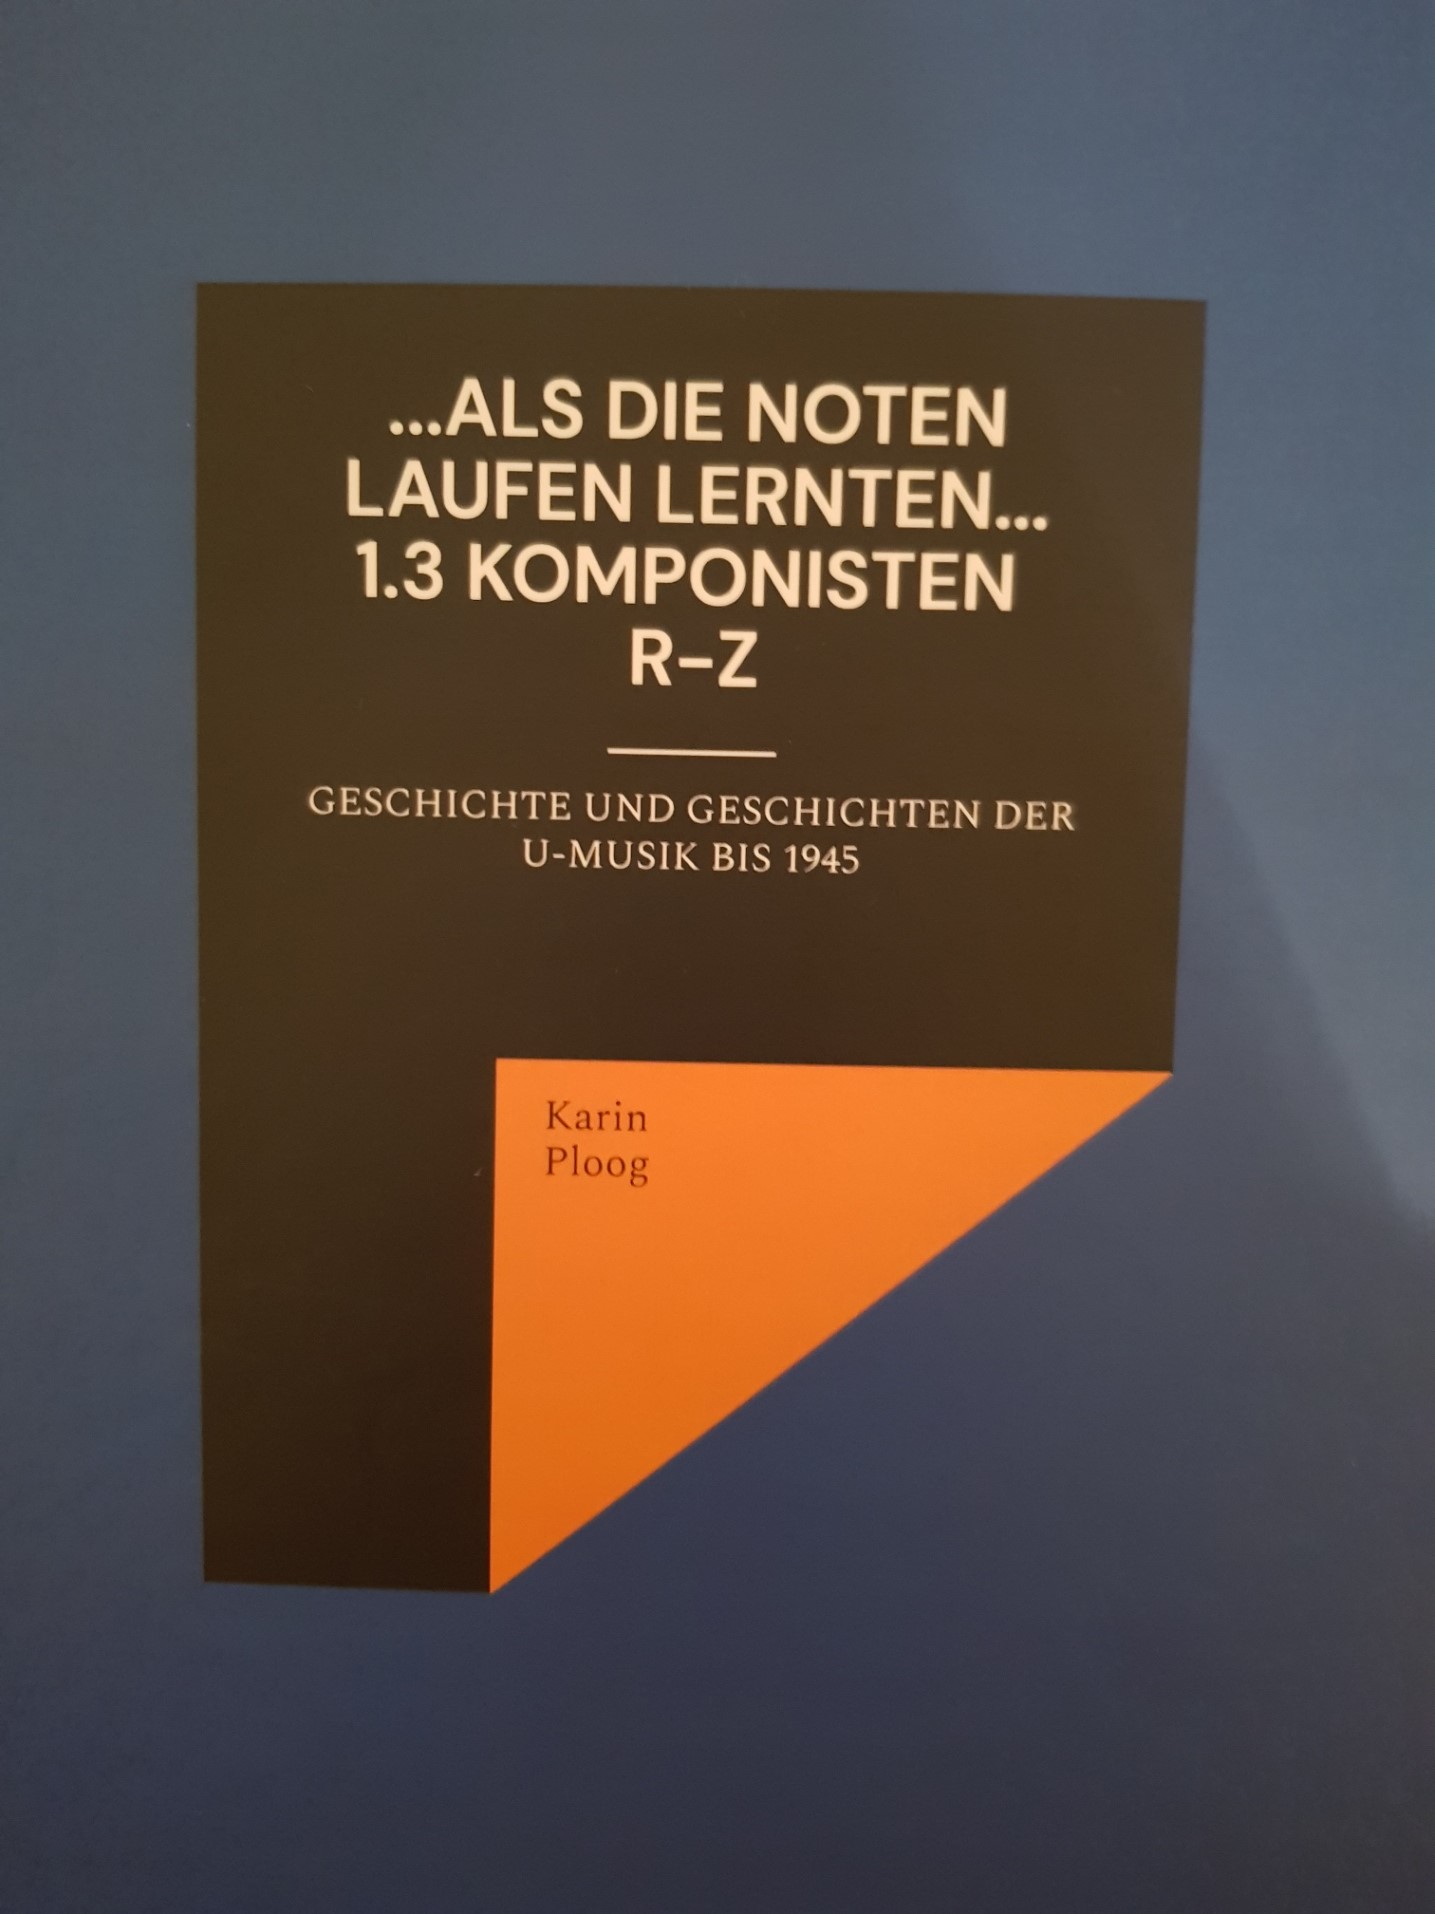 ...ALS DIE NOTEN
LAUFEN LERNTEN...
1.3 KOMPONISTEN
R–Z
GESCHICHTE UND GESCHICHTEN DER
U-MUSIK BIS 1945
Karin
Ploog